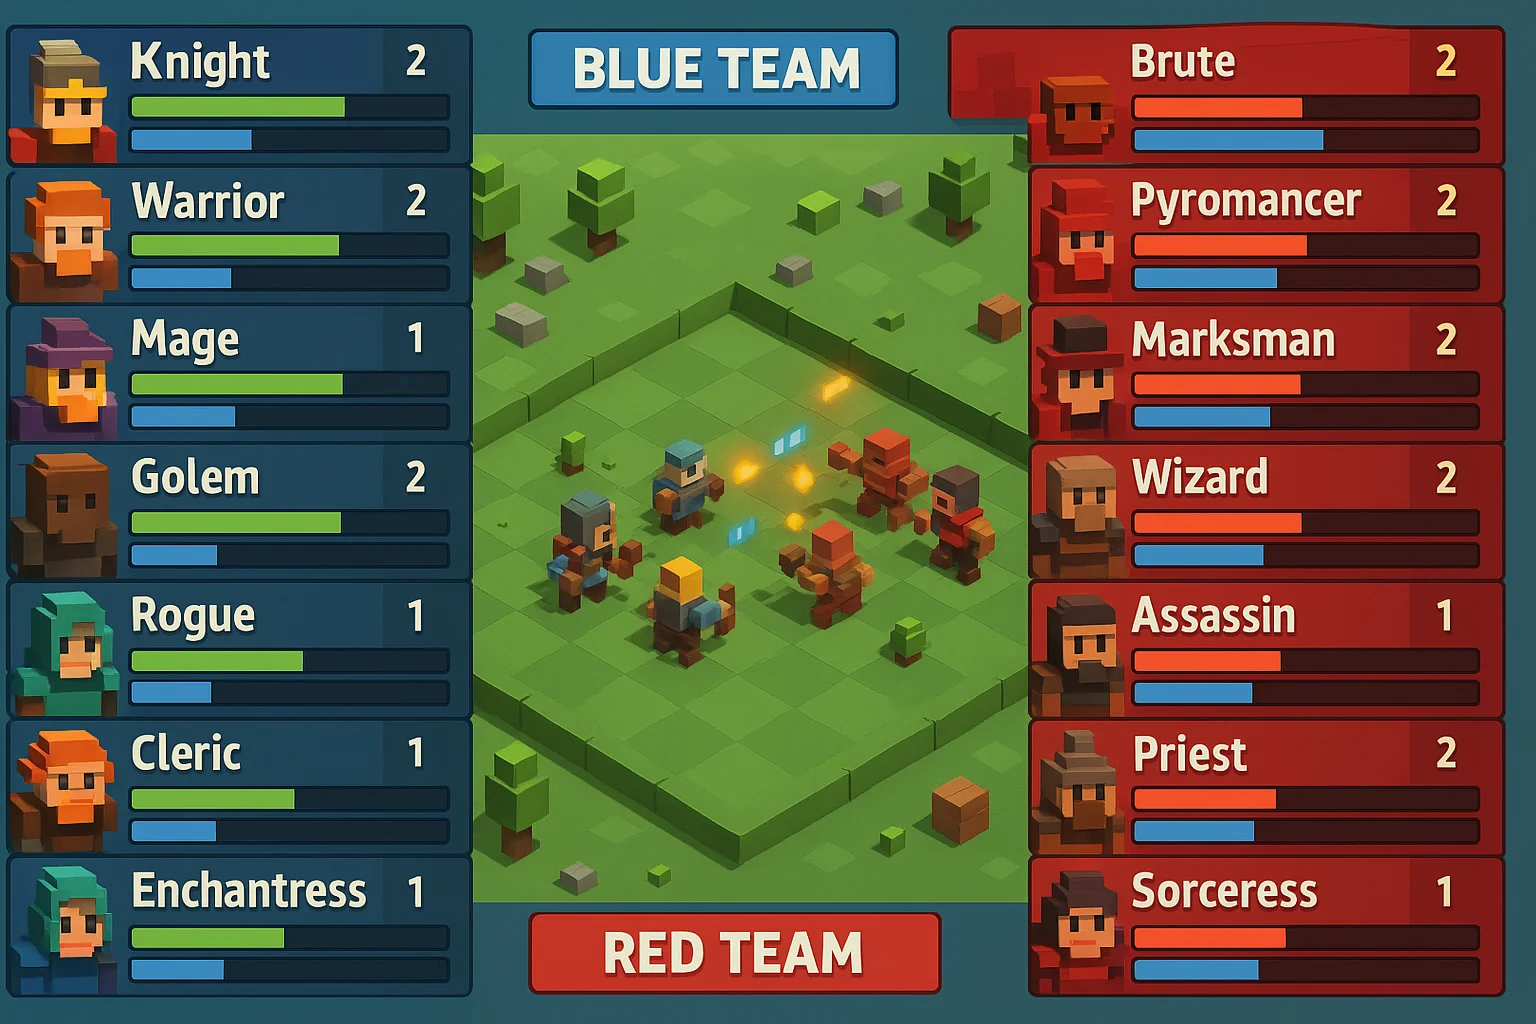 BLUE TEAM
Knight 2
Warrior 2
Mage 1
Golem 2
Rogue 1
Cleric 1
Enchantress 1
Brute 2
Pyromancer 2
Marksman 2
Wizard 2
Assassin 1
Priest 2
Sorceress 1
RED TEAM